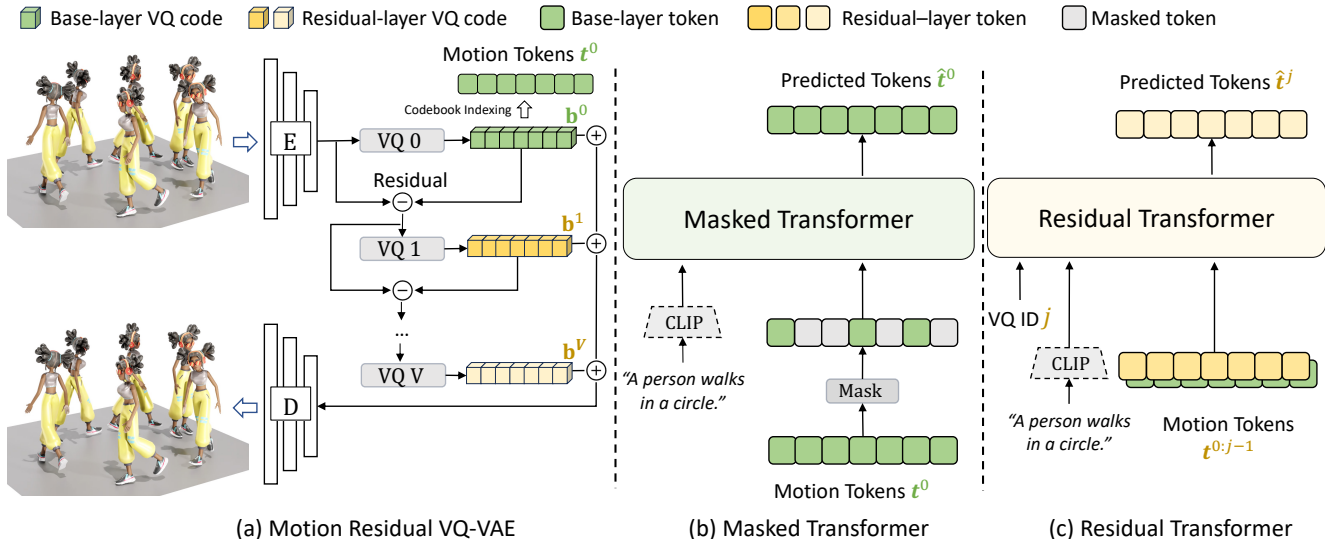 Base-layer VQ code
Residual-layer VQ code
Base-layer token
Residual–layer token
Masked token
Motion Tokens t⁰
Codebook Indexing
b⁰
E
VQ 0
Residual
b¹
VQ 1
...
bⱽ
VQ V
D
(a) Motion Residual VQ-VAE
Predicted Tokens t̂⁰
Masked Transformer
CLIP
“A person walks
in a circle.”
Mask
Motion Tokens t⁰
(b) Masked Transformer
Predicted Tokens t̂ʲ
Residual Transformer
VQ ID j
CLIP
“A person walks
in a circle.”
Motion Tokens
t⁰:ʲ⁻¹
(c) Residual Transformer